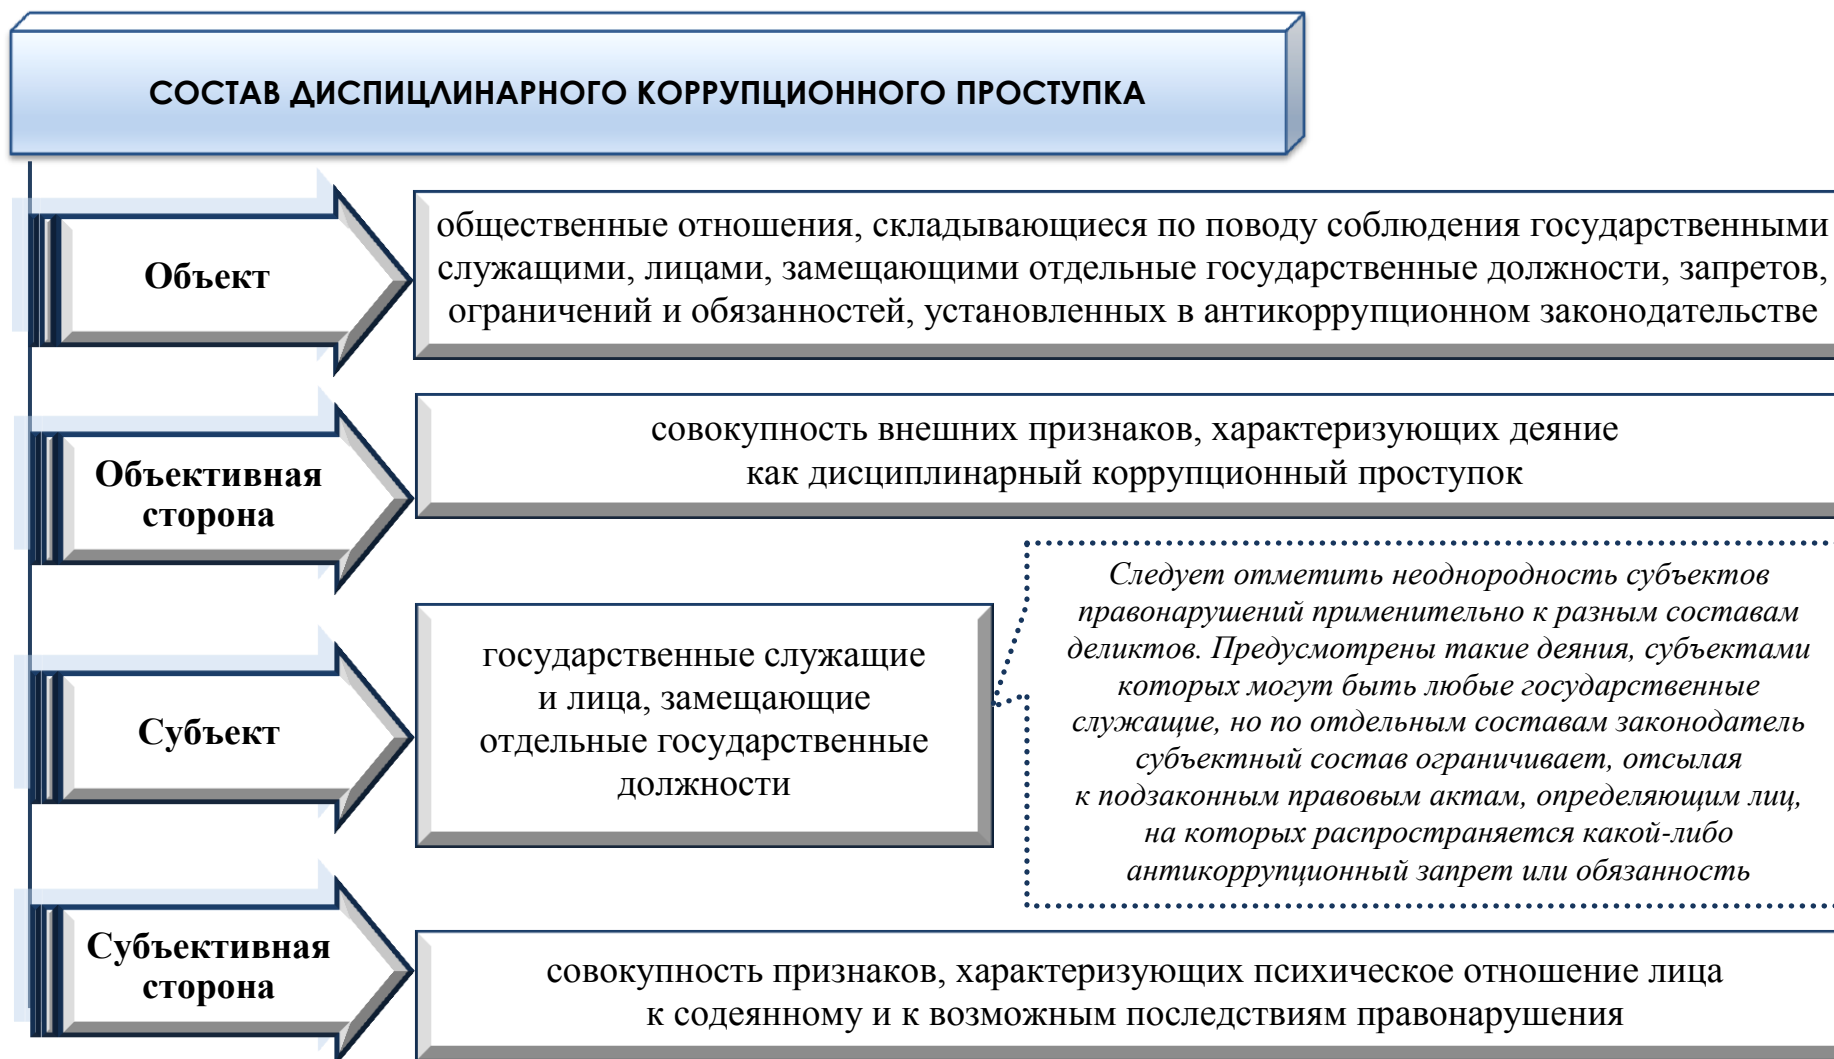 СОСТАВ ДИСПИЦЛИНАРНОГО КОРРУПЦИОННОГО ПРОСТУПКА
Объект
общественные отношения, складывающиеся по поводу соблюдения государственными
служащими, лицами, замещающими отдельные государственные должности, запретов,
ограничений и обязанностей, установленных в антикоррупционном законодательстве
Объективная
сторона
совокупность внешних признаков, характеризующих деяние
как дисциплинарный коррупционный проступок
Субъект
государственные служащие
и лица, замещающие
отдельные государственные
должности
Следует отметить неоднородность субъектов
правонарушений применительно к разным составам
деликтов. Предусмотрены такие деяния, субъектами
которых могут быть любые государственные
служащие, но по отдельным составам законодатель
субъектный состав ограничивает, отсылая
к подзаконным правовым актам, определяющим лиц,
на которых распространяется какой-либо
антикоррупционный запрет или обязанность
Субъективная
сторона
совокупность признаков, характеризующих психическое отношение лица
к содеянному и к возможным последствиям правонарушения